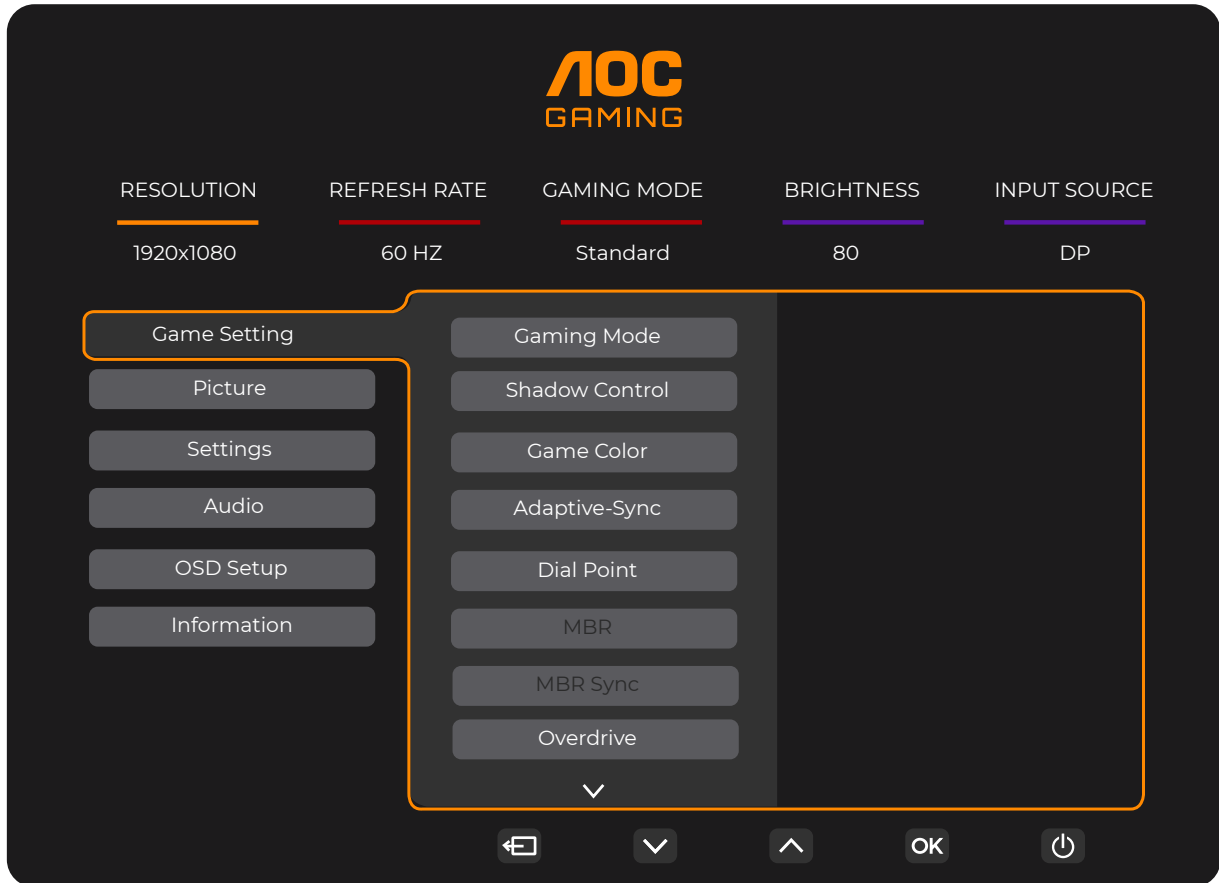 AOC
GAMING
RESOLUTION REFRESH RATE GAMING MODE BRIGHTNESS INPUT SOURCE
1920x1080 60 HZ Standard 80 DP
Game Setting
Picture
Settings
Audio
OSD Setup
Information
Gaming Mode
Shadow Control
Game Color
Adaptive-Sync
Dial Point
MBR
MBR Sync
Overdrive
OK